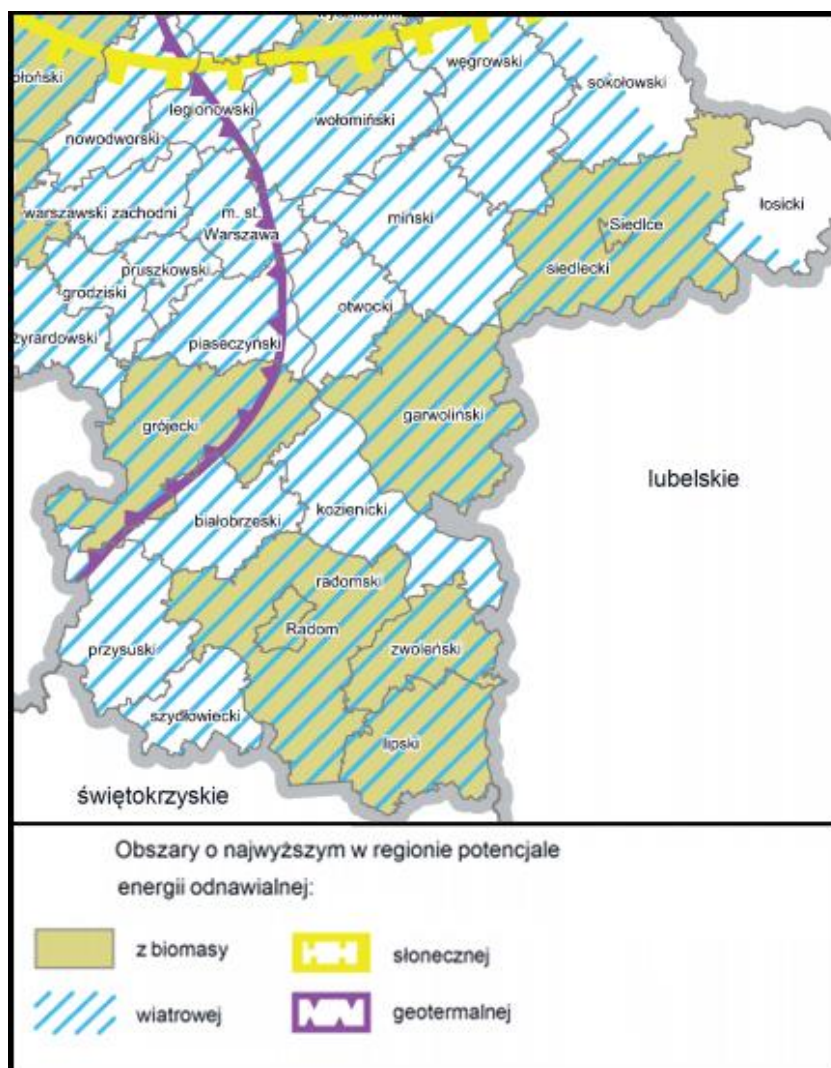 węgrowski
sokołowski
legionowski
wołomiński
nowodworski
łosicki
warszawski zachodni
m. st.
Warszawa
miński
Siedlce
siedlecki
pruszkowski
grodziski
otwocki
żyrardowski
piaseczyński
grójecki
garwoliński
lubelskie
białobrzeski
kozienicki
radomski
Radom
przysuski
zwoleński
szydłowiecki
lipski
świętokrzyskie
Obszary o najwyższym w regionie potencjale
energii odnawialnej:
z biomasy
słonecznej
wiatrowej
geotermalnej